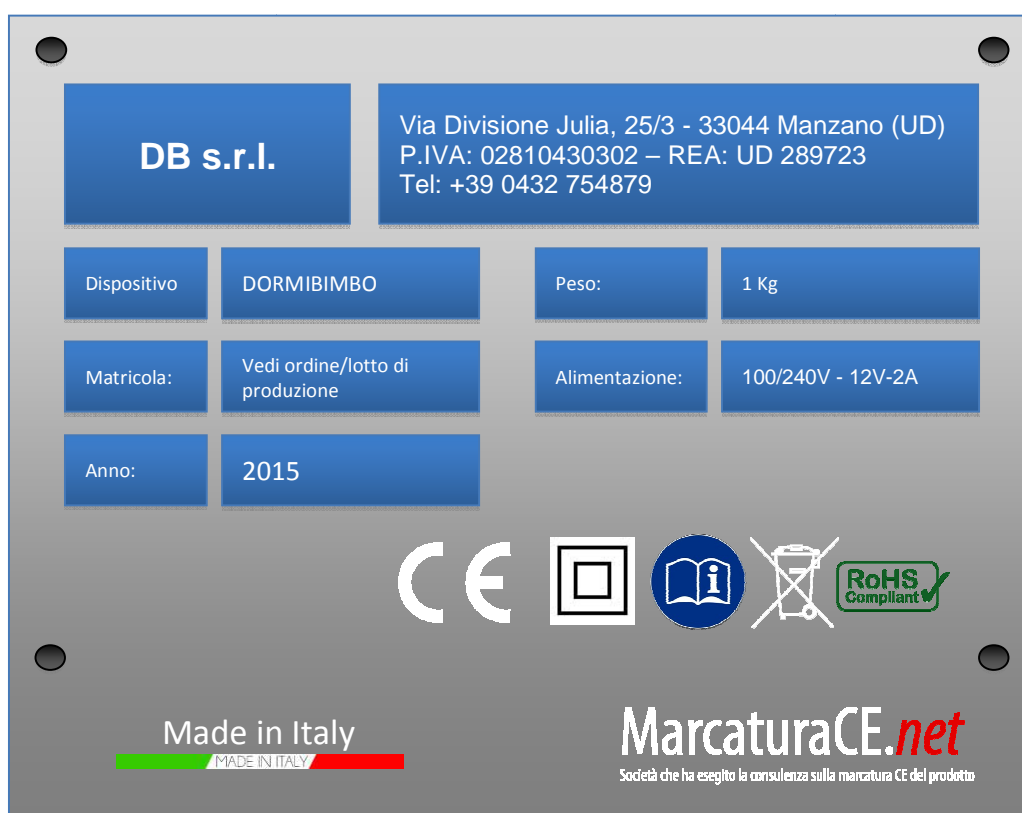 DB s.r.l.
Via Divisione Julia, 25/3 - 33044 Manzano (UD)
P.IVA: 02810430302 – REA: UD 289723
Tel: +39 0432 754879
Dispositivo
DORMIBIMBO
Peso:
1 Kg
Matricola:
Vedi ordine/lotto di
produzione
Alimentazione:
100/240V - 12V-2A
Anno:
2015
CE
i
RoHS
Compliant
Made in Italy
MADE IN ITALY
MarcaturaCE.net
Società che ha esegito la consulenza sulla marcatura CE del prodotto